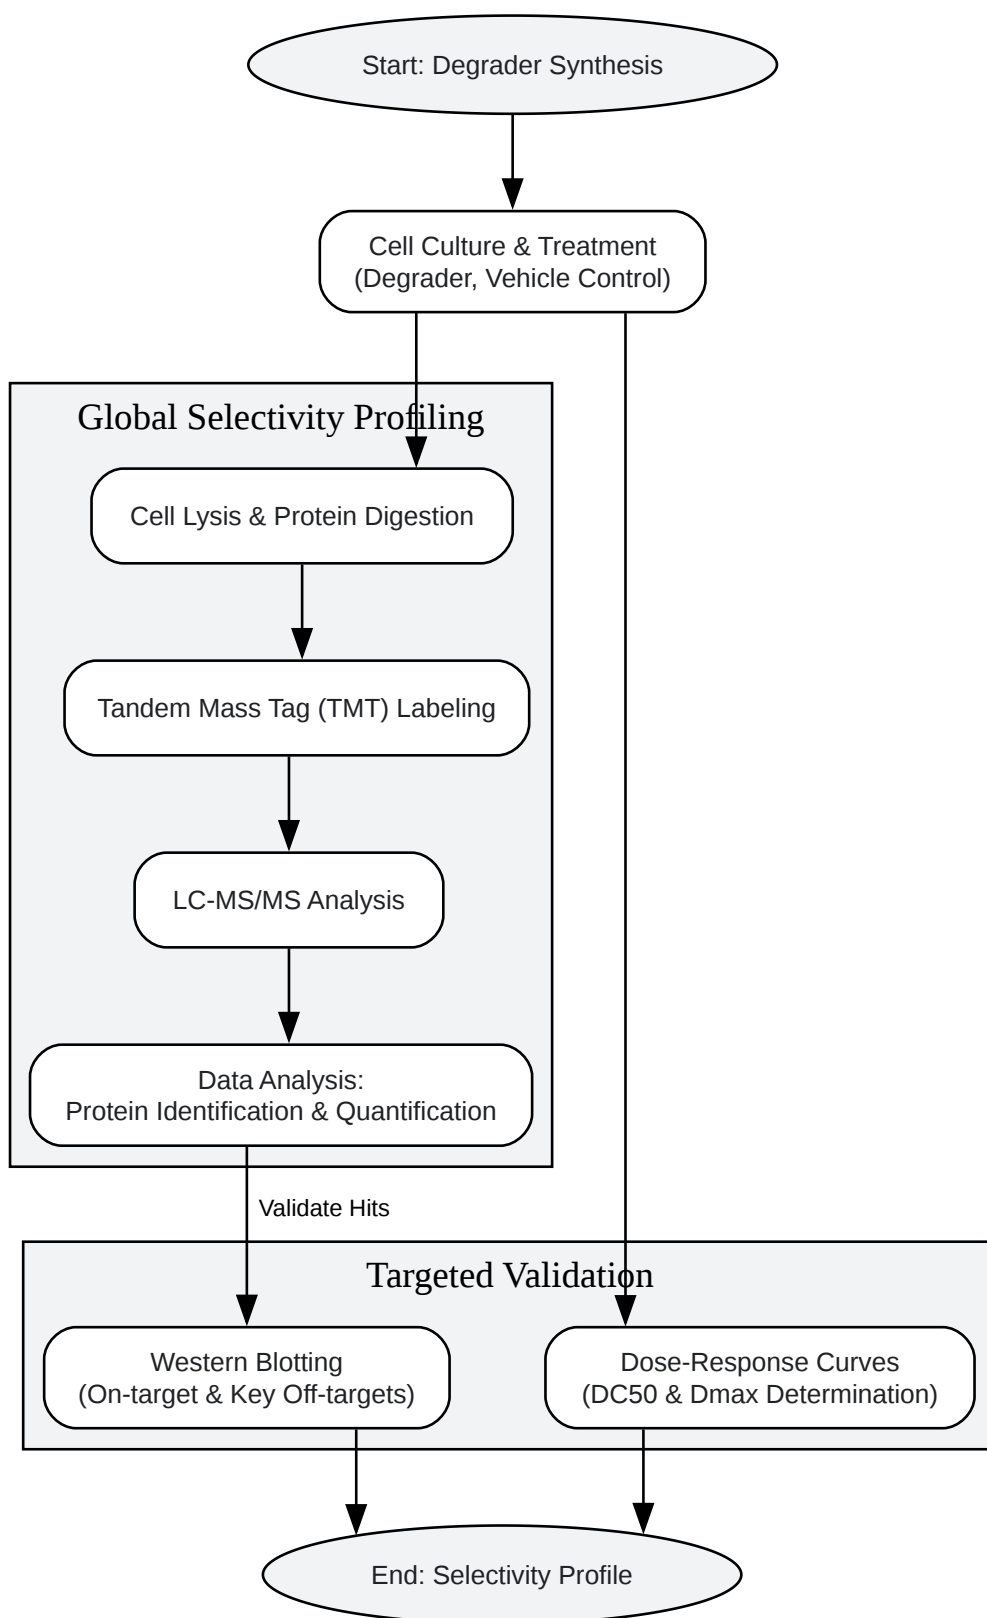 Start: Degrader Synthesis
Cell Culture & Treatment
(Degrader, Vehicle Control)
Global Selectivity Profiling
Cell Lysis & Protein Digestion
Tandem Mass Tag (TMT) Labeling
LC-MS/MS Analysis
Data Analysis:
Protein Identification & Quantification
Validate Hits
Targeted Validation
Western Blotting
(On-target & Key Off-targets)
Dose-Response Curves
(DC50 & Dmax Determination)
End: Selectivity Profile